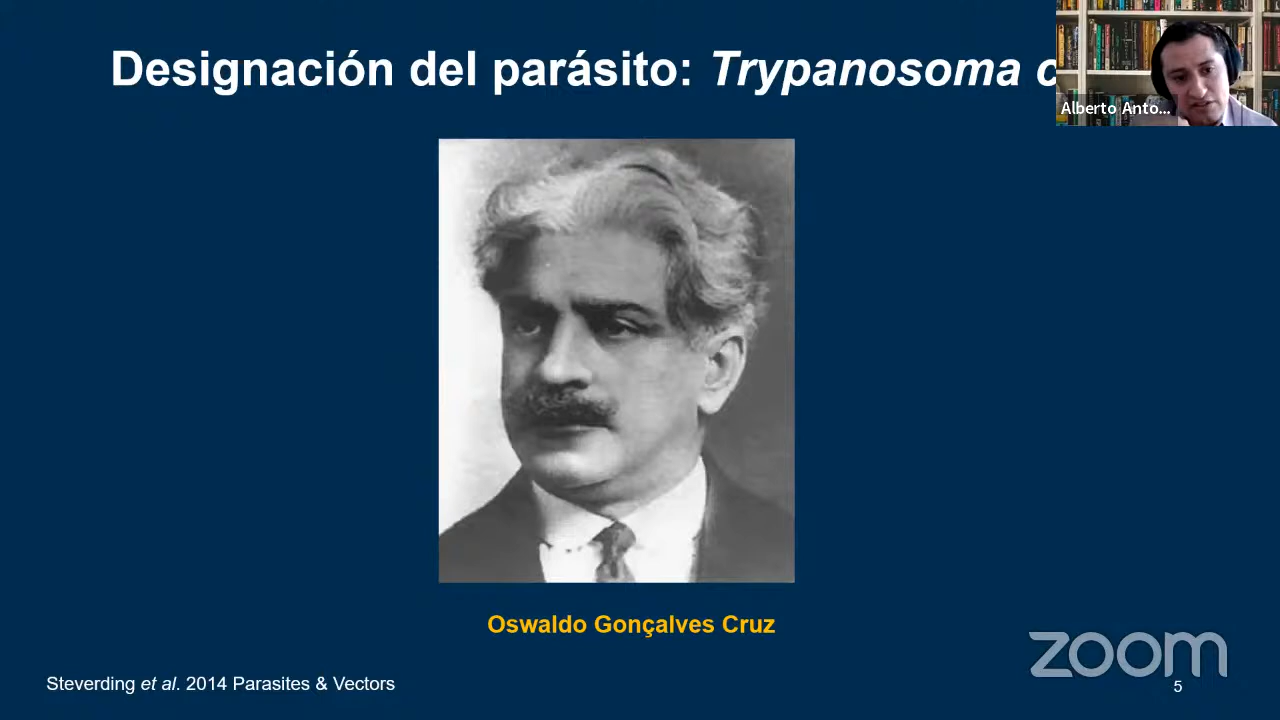 Designación del parásito: Trypanosoma c
Alberto Anto...
Oswaldo Gonçalves Cruz
zoom
Steverding et al. 2014 Parasites & Vectors
5